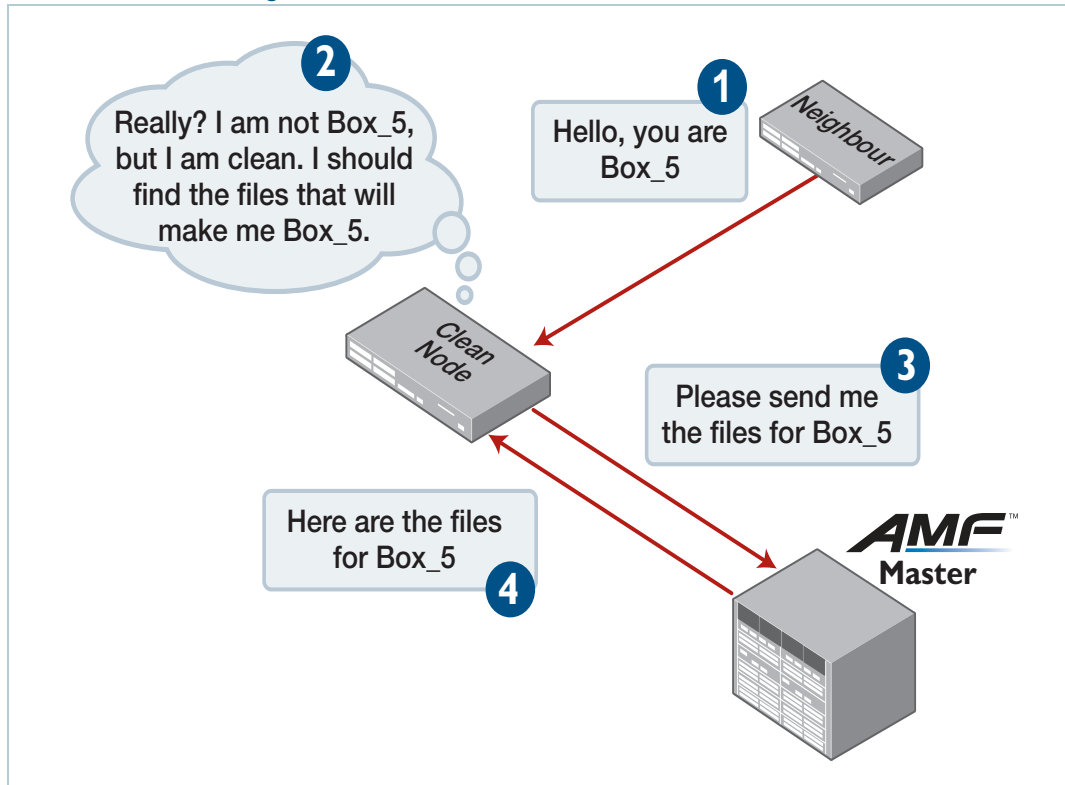 1
Hello, you are
Box_5
Neighbour
2
Really? I am not Box_5,
but I am clean. I should
find the files that will
make me Box_5.
Clean
Node
3
Please send me
the files for Box_5
Here are the files
for Box_5
4
AMF™
Master